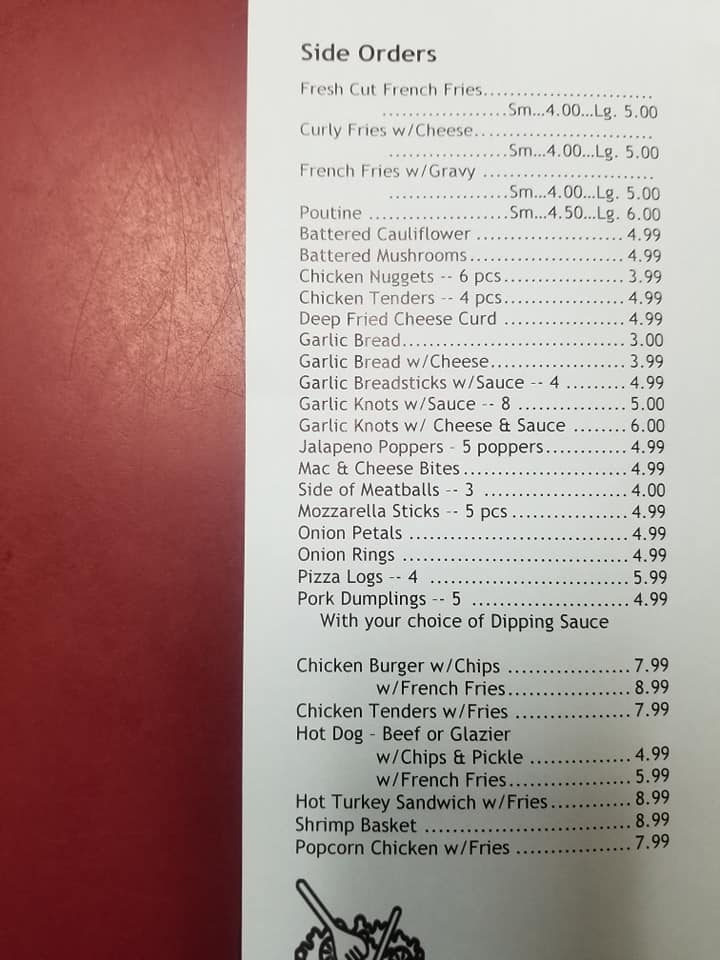 Side Orders
Fresh Cut French Fries.........................
...................Sm...4.00...Lg. 5.00
Curly Fries w/Cheese..........................
..................Sm...4.00...Lg. 5.00
French Fries w/Gravy .........................
..................Sm...4.00...Lg. 5.00
Poutine .....................Sm...4.50...Lg. 6.00
Battered Cauliflower ......................4.99
Battered Mushrooms.......................4.99
Chicken Nuggets -- 6 pcs..................3.99
Chicken Tenders -- 4 pcs..................4.99
Deep Fried Cheese Curd ..................4.99
Garlic Bread.................................3.00
Garlic Bread w/Cheese....................3.99
Garlic Breadsticks w/Sauce -- 4 .........4.99
Garlic Knots w/Sauce -- 8 ................5.00
Garlic Knots w/ Cheese & Sauce ........6.00
Jalapeno Poppers - 5 poppers............4.99
Mac & Cheese Bites........................4.99
Side of Meatballs -- 3 .....................4.00
Mozzarella Sticks -- 5 pcs.................4.99
Onion Petals ................................4.99
Onion Rings .................................4.99
Pizza Logs -- 4 .............................5.99
Pork Dumplings -- 5 .......................4.99
With your choice of Dipping Sauce
Chicken Burger w/Chips ..................7.99
w/French Fries..................8.99
Chicken Tenders w/Fries .................7.99
Hot Dog - Beef or Glazier
w/Chips & Pickle ...............4.99
w/French Fries..................5.99
Hot Turkey Sandwich w/Fries............8.99
Shrimp Basket ..............................8.99
Popcorn Chicken w/Fries .................7.99